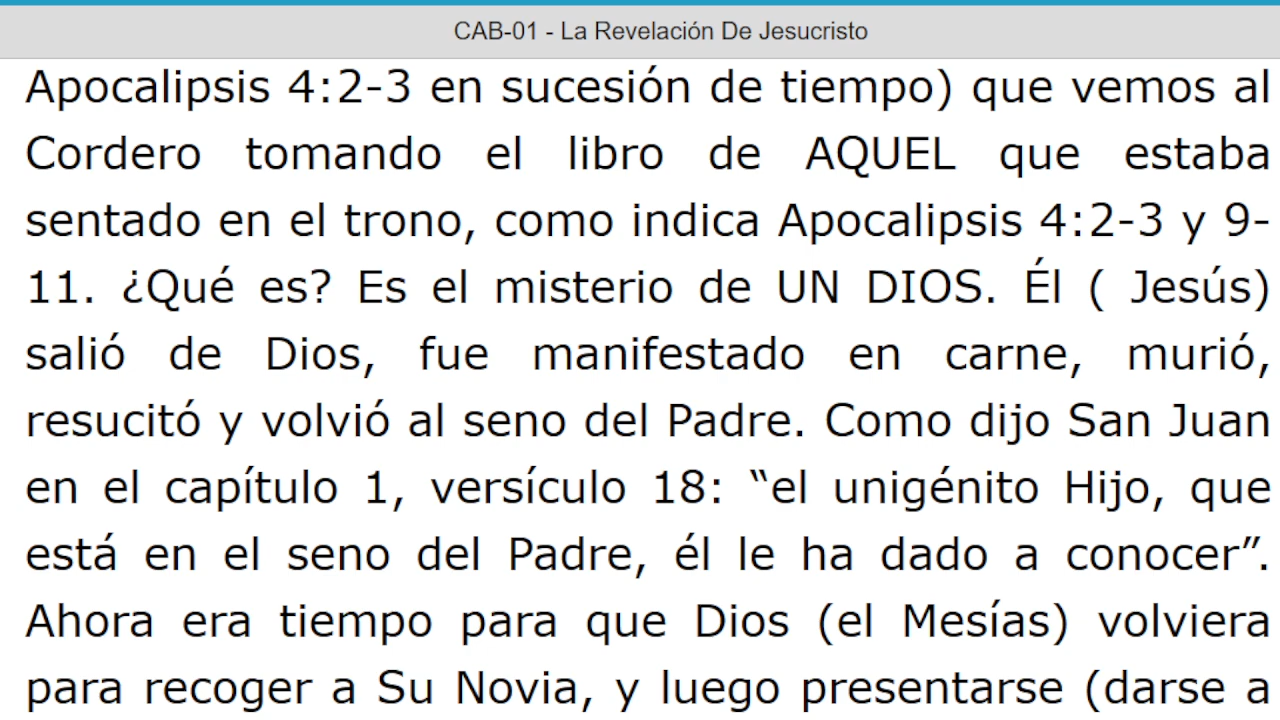 CAB-01 - La Revelación De Jesucristo
Apocalipsis 4:2-3 en sucesión de tiempo) que vemos al
Cordero tomando el libro de AQUEL que estaba
sentado en el trono, como indica Apocalipsis 4:2-3 y 9-
11. ¿Qué es? Es el misterio de UN DIOS. Él ( Jesús)
salió de Dios, fue manifestado en carne, murió,
resucitó y volvió al seno del Padre. Como dijo San Juan
en el capítulo 1, versículo 18: “el unigénito Hijo, que
está en el seno del Padre, él le ha dado a conocer”.
Ahora era tiempo para que Dios (el Mesías) volviera
para recoger a Su Novia, y luego presentarse (darse a